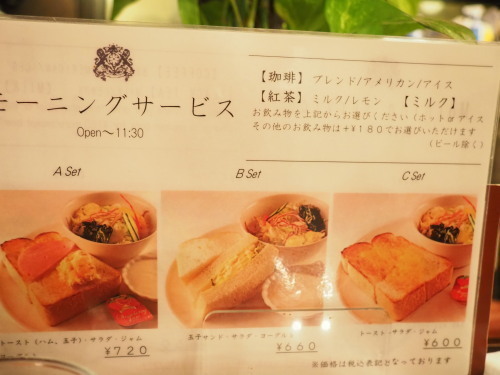 モーニングサービス
Open〜11:30
【珈琲】 ブレンド/アメリカン/アイス
【紅茶】 ミルク/レモン 【ミルク】
お飲み物を上記からお選びください（ホットorアイス
その他のお飲み物は＋¥180でお選びいただけます
（ビール除く）
A Set
B Set
C Set
トースト（ハム、玉子）・サラダ・ジャム
¥720
玉子サンド・サラダ・ヨーグルト
¥660
トースト・サラダ・ジャム
¥600
※価格は税込表記となっております